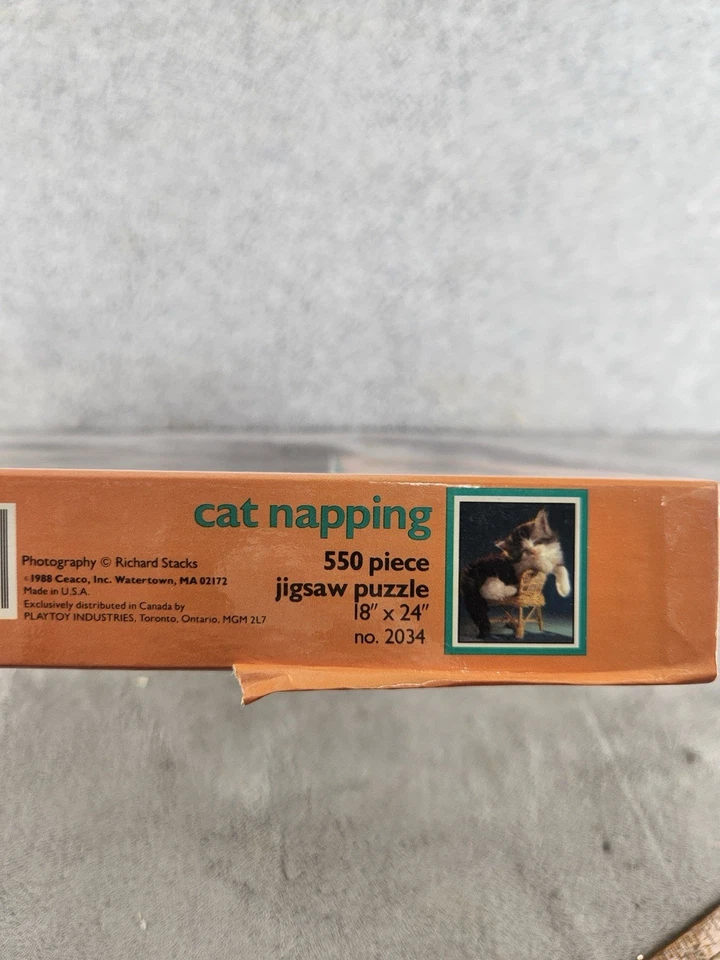 cat napping
550 piece
jigsaw puzzle
18" x 24"
no. 2034
Photography © Richard Stacks
©1988 Ceaco, Inc. Watertown, MA 02172
Made in U.S.A.
Exclusively distributed in Canada by
PLAYTOY INDUSTRIES, Toronto, Ontario, MGM 2L7